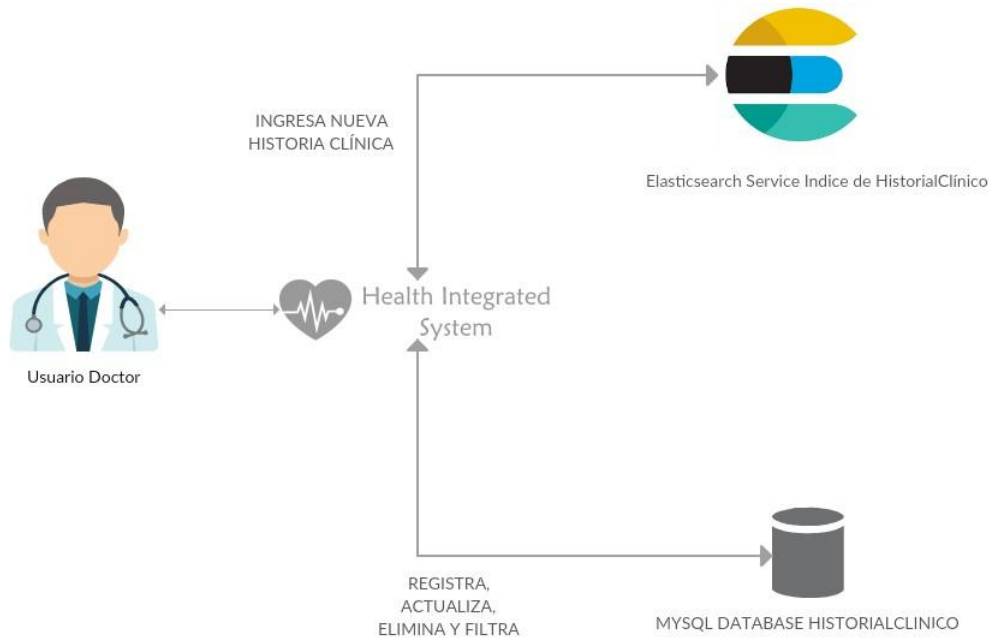 INGRESA NUEVA
HISTORIA CLÍNICA
Elasticsearch Service Indice de HistorialClínico
Health Integrated
System
Usuario Doctor
REGISTRA,
ACTUALIZA,
ELIMINA Y FILTRA
MYSQL DATABASE HISTORIALCLINICO